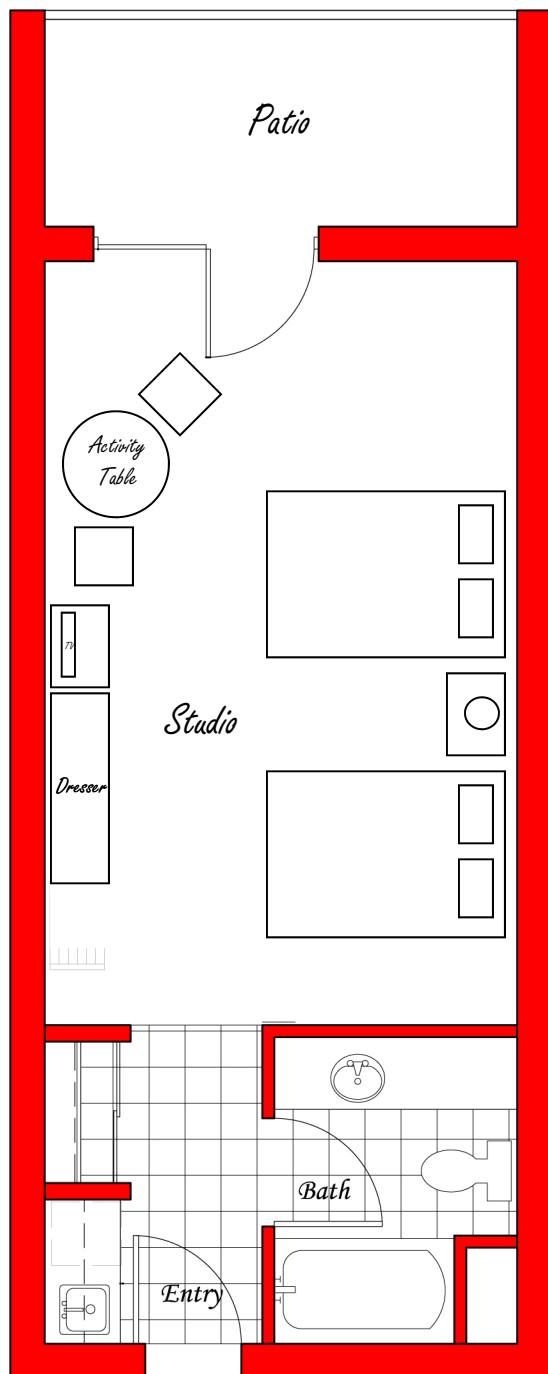 Patio
Activity
Table
TV
Studio
Dresser
Bath
Entry